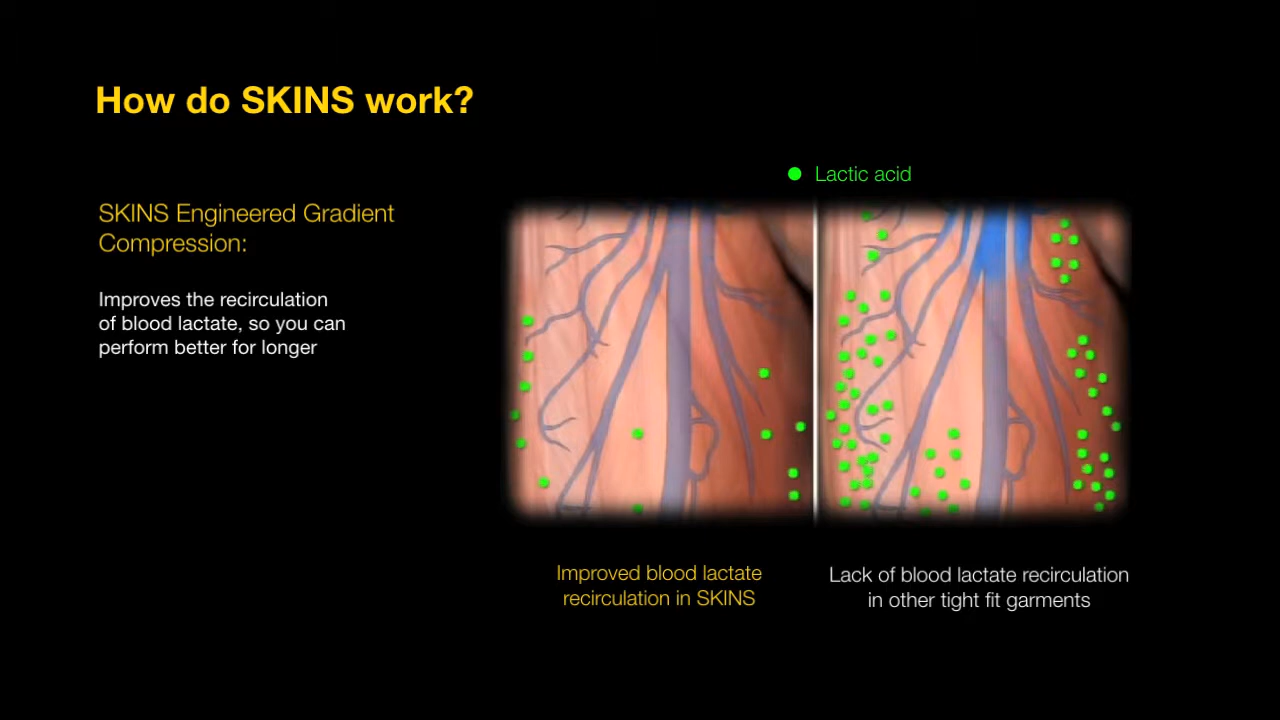 How do SKINS work?
Lactic acid
SKINS Engineered Gradient
Compression:
Improves the recirculation
of blood lactate, so you can
perform better for longer
Improved blood lactate
recirculation in SKINS
Lack of blood lactate recirculation
in other tight fit garments